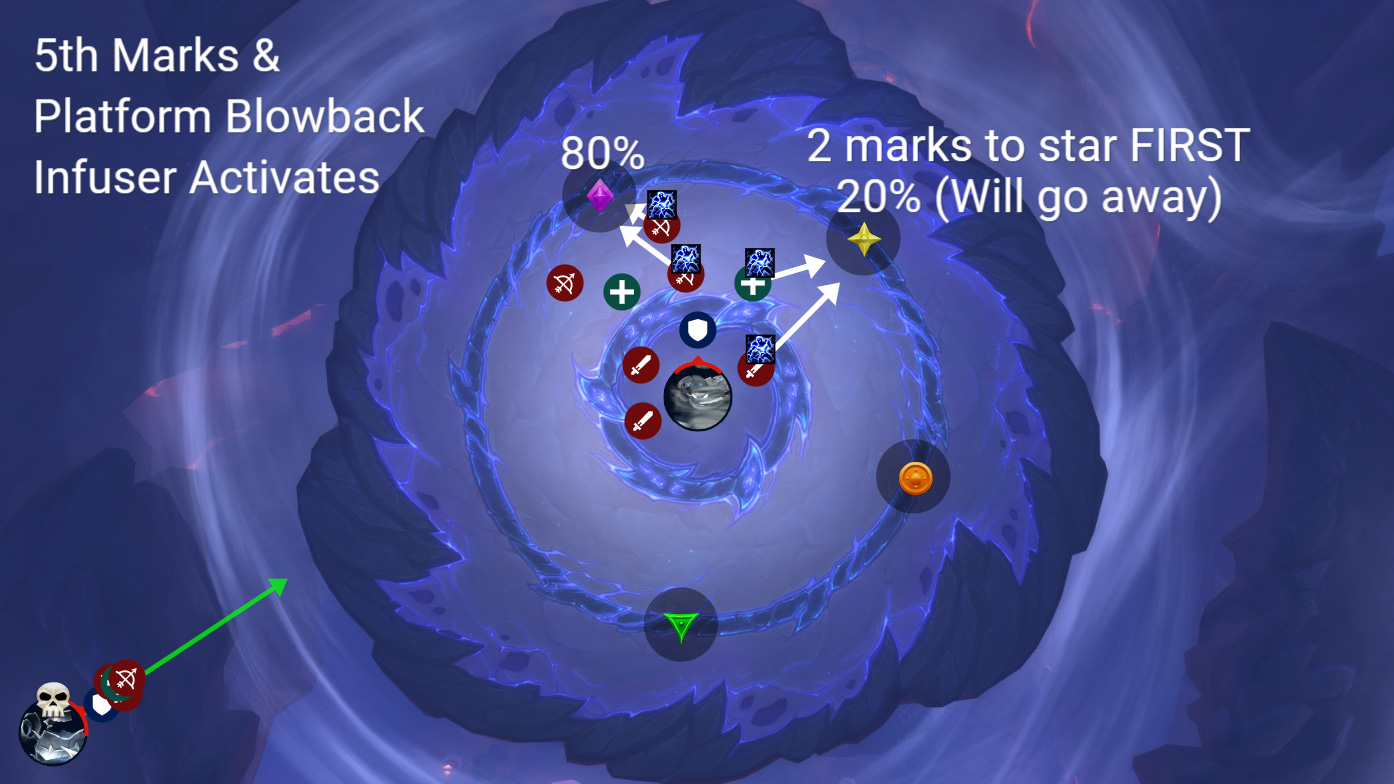 5th Marks &
Platform Blowback
Infuser Activates
80%
2 marks to star FIRST
20% (Will go away)